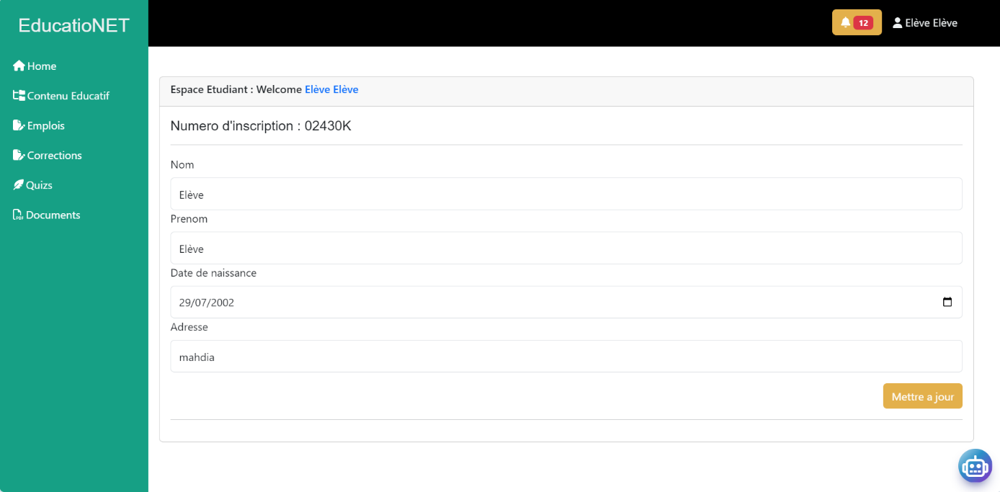 EducatioNET
12
Elève Elève
Home
Contenu Educatif
Emplois
Corrections
Quizs
Documents
Espace Etudiant : Welcome Elève Elève
Numero d'inscription : 02430K
Nom
Elève
Prenom
Elève
Date de naissance
29/07/2002
Adresse
mahdia
Mettre a jour